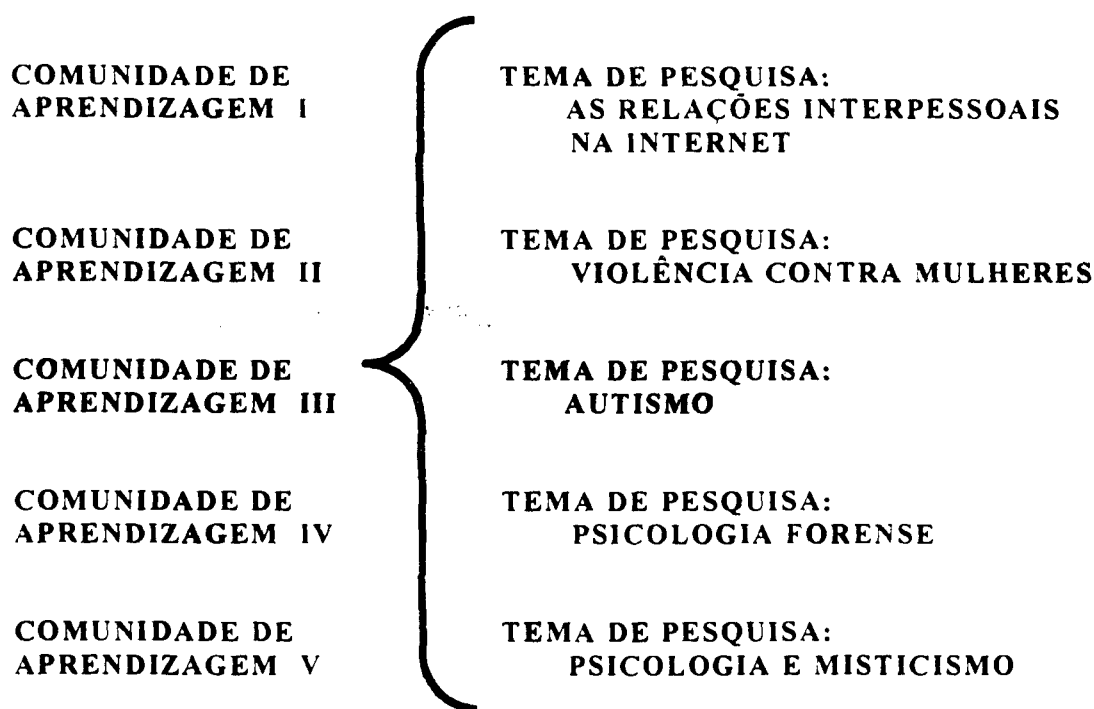 COMUNIDADE DE
APRENDIZAGEM I
TEMA DE PESQUISA:
AS RELAÇÕES INTERPESSOAIS
NA INTERNET
COMUNIDADE DE
APRENDIZAGEM II
TEMA DE PESQUISA:
VIOLÊNCIA CONTRA MULHERES
COMUNIDADE DE
APRENDIZAGEM III
TEMA DE PESQUISA:
AUTISMO
COMUNIDADE DE
APRENDIZAGEM IV
TEMA DE PESQUISA:
PSICOLOGIA FORENSE
COMUNIDADE DE
APRENDIZAGEM V
TEMA DE PESQUISA:
PSICOLOGIA E MISTICISMO